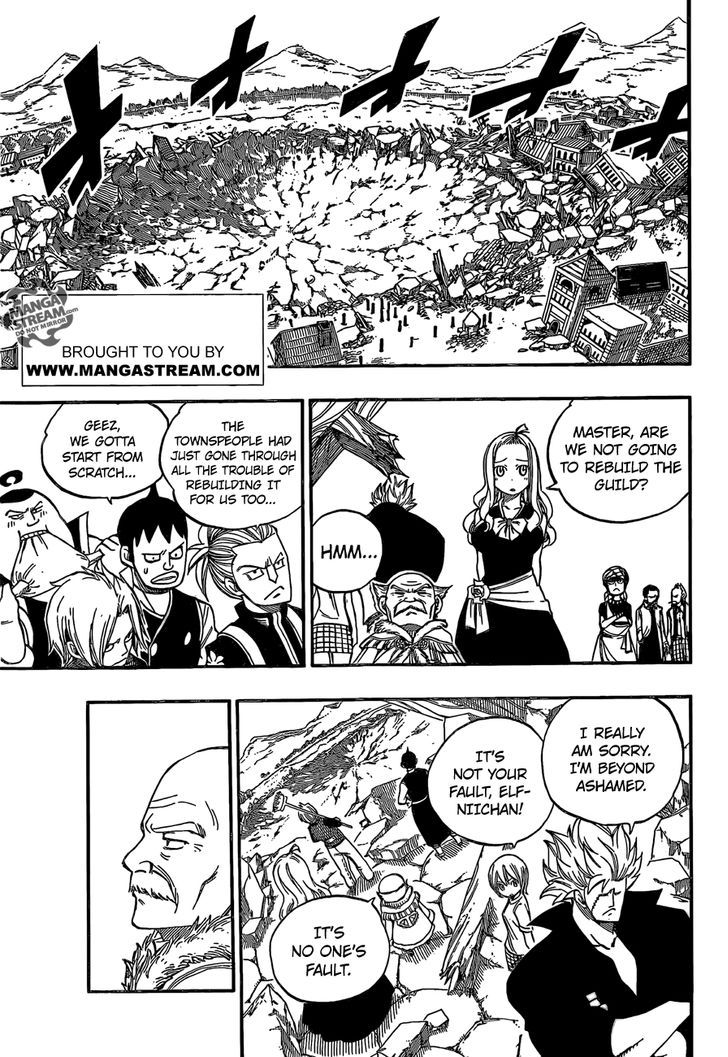 MANGA
STREAM.com
DO NOT MIRROR
BROUGHT TO YOU BY
WWW.MANGASTREAM.COM
MASTER, ARE
WE NOT GOING
TO REBUILD THE
GUILD?
HMM...
THE
TOWNSPEOPLE HAD
JUST GONE THROUGH
ALL THE TROUBLE OF
REBUILDING IT
FOR US TOO...
GEEZ,
WE GOTTA
START FROM
SCRATCH...
I REALLY
AM SORRY.
I'M BEYOND
ASHAMED.
IT'S
NOT YOUR
FAULT, ELF-
NIICHAN!
IT'S
NO ONE'S
FAULT.